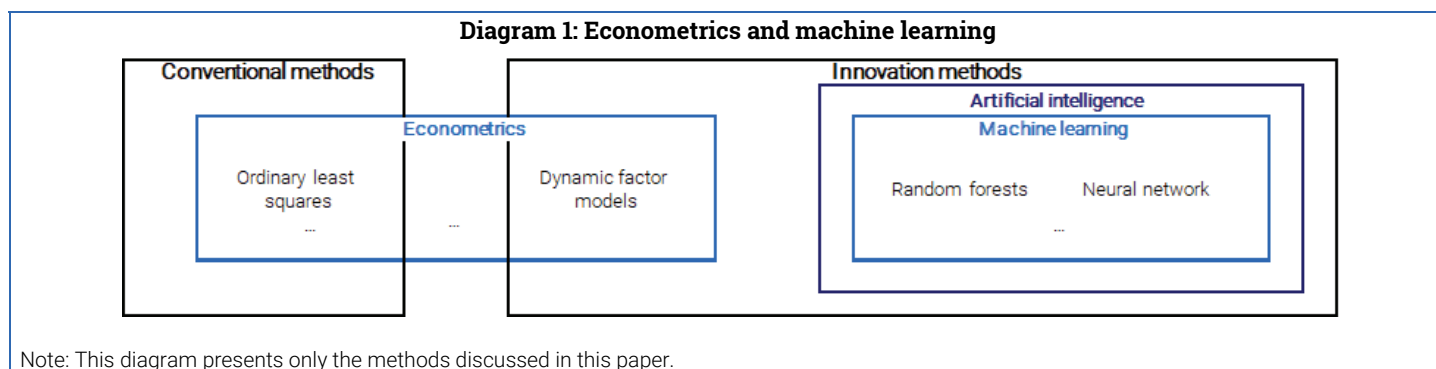 Diagram 1: Econometrics and machine learning
Conventional methods
Innovation methods
Artificial intelligence
Econometrics
Machine learning
Ordinary least
squares
...
...
Dynamic factor
models
Random forests
Neural network
...
Note: This diagram presents only the methods discussed in this paper.